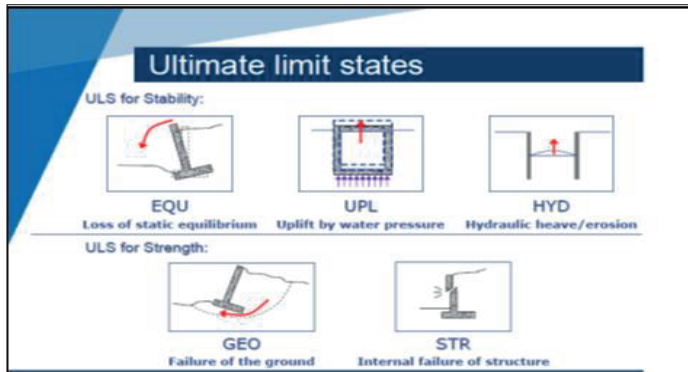 Ultimate limit states
ULS for Stability:
EQU UPL HYD
Loss of static equilibrium Uplift by water pressure Hydraulic heave/erosion
ULS for Strength:
GEO STR
Failure of the ground Internal failure of structure